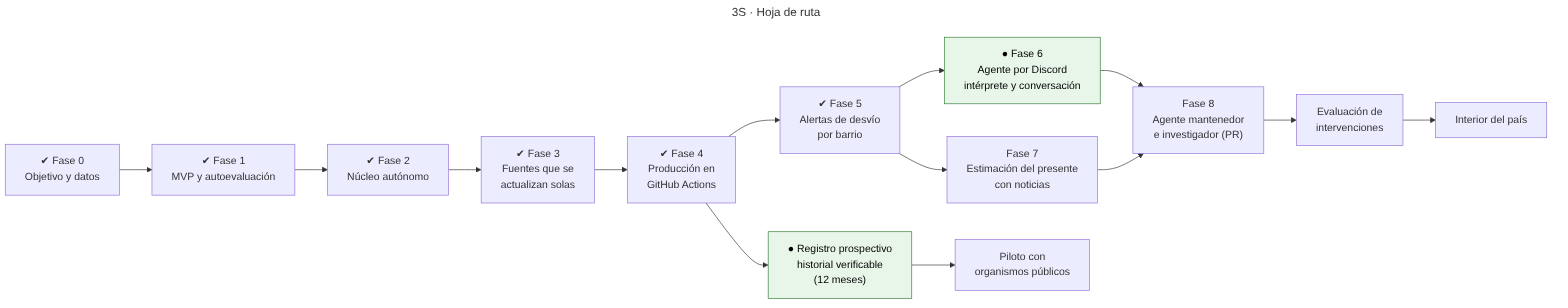 3S · Hoja de ruta
✔ Fase 0
Objetivo y datos
✔ Fase 1
MVP y autoevaluación
✔ Fase 2
Núcleo autónomo
✔ Fase 3
Fuentes que se
actualizan solas
✔ Fase 4
Producción en
GitHub Actions
✔ Fase 5
Alertas de desvío
por barrio
● Fase 6
Agente por Discord
intérprete y conversación
Fase 7
Estimación del presente
con noticias
Fase 8
Agente mantenedor
e investigador (PR)
Evaluación de
intervenciones
Interior del país
● Registro prospectivo
historial verificable
(12 meses)
Piloto con
organismos públicos